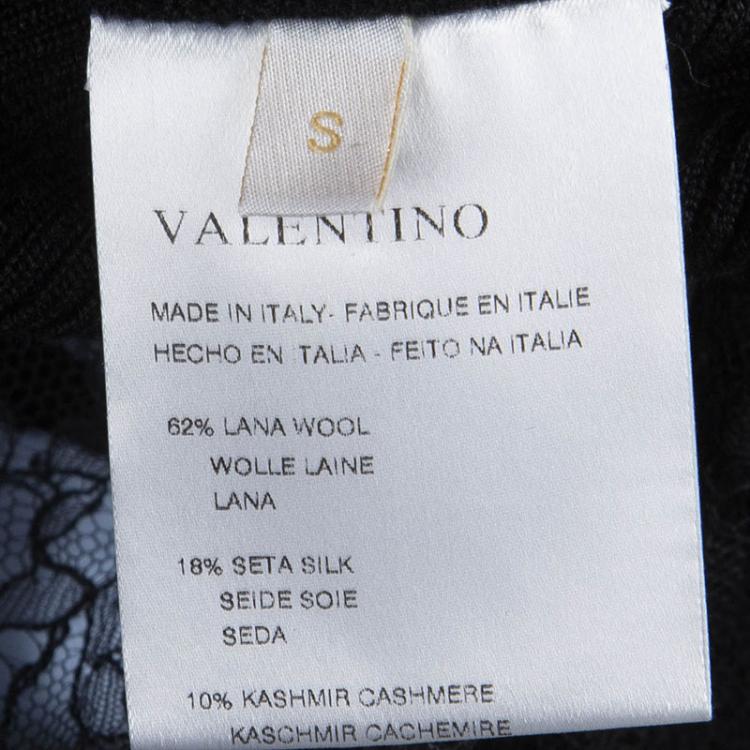 S
VALENTINO
MADE IN ITALY- FABRIQUE EN ITALIE
HECHO EN ITALIA - FEITO NA ITALIA
62% LANA WOOL
WOLLE LAINE
LANA
18% SETA SILK
SEIDE SOIE
SEDA
10% KASHMIR CASHMERE
KASCHMIR CACHEMIRE